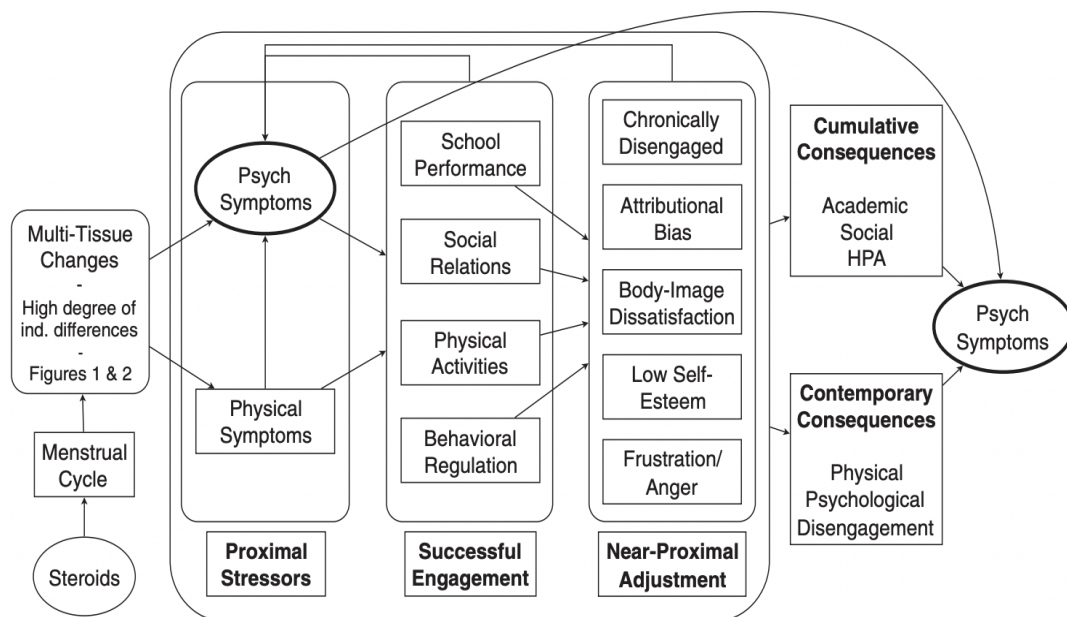 Steroids
Menstrual
Cycle
Multi-Tissue
Changes
-
High degree of
ind. differences
-
Figures 1 & 2
Psych
Symptoms
Physical
Symptoms
Proximal
Stressors
School
Performance
Social
Relations
Physical
Activities
Behavioral
Regulation
Successful
Engagement
Chronically
Disengaged
Attributional
Bias
Body-Image
Dissatisfaction
Low Self-
Esteem
Frustration/
Anger
Near-Proximal
Adjustment
Cumulative
Consequences
Academic
Social
HPA
Contemporary
Consequences
Physical
Psychological
Disengagement
Psych
Symptoms